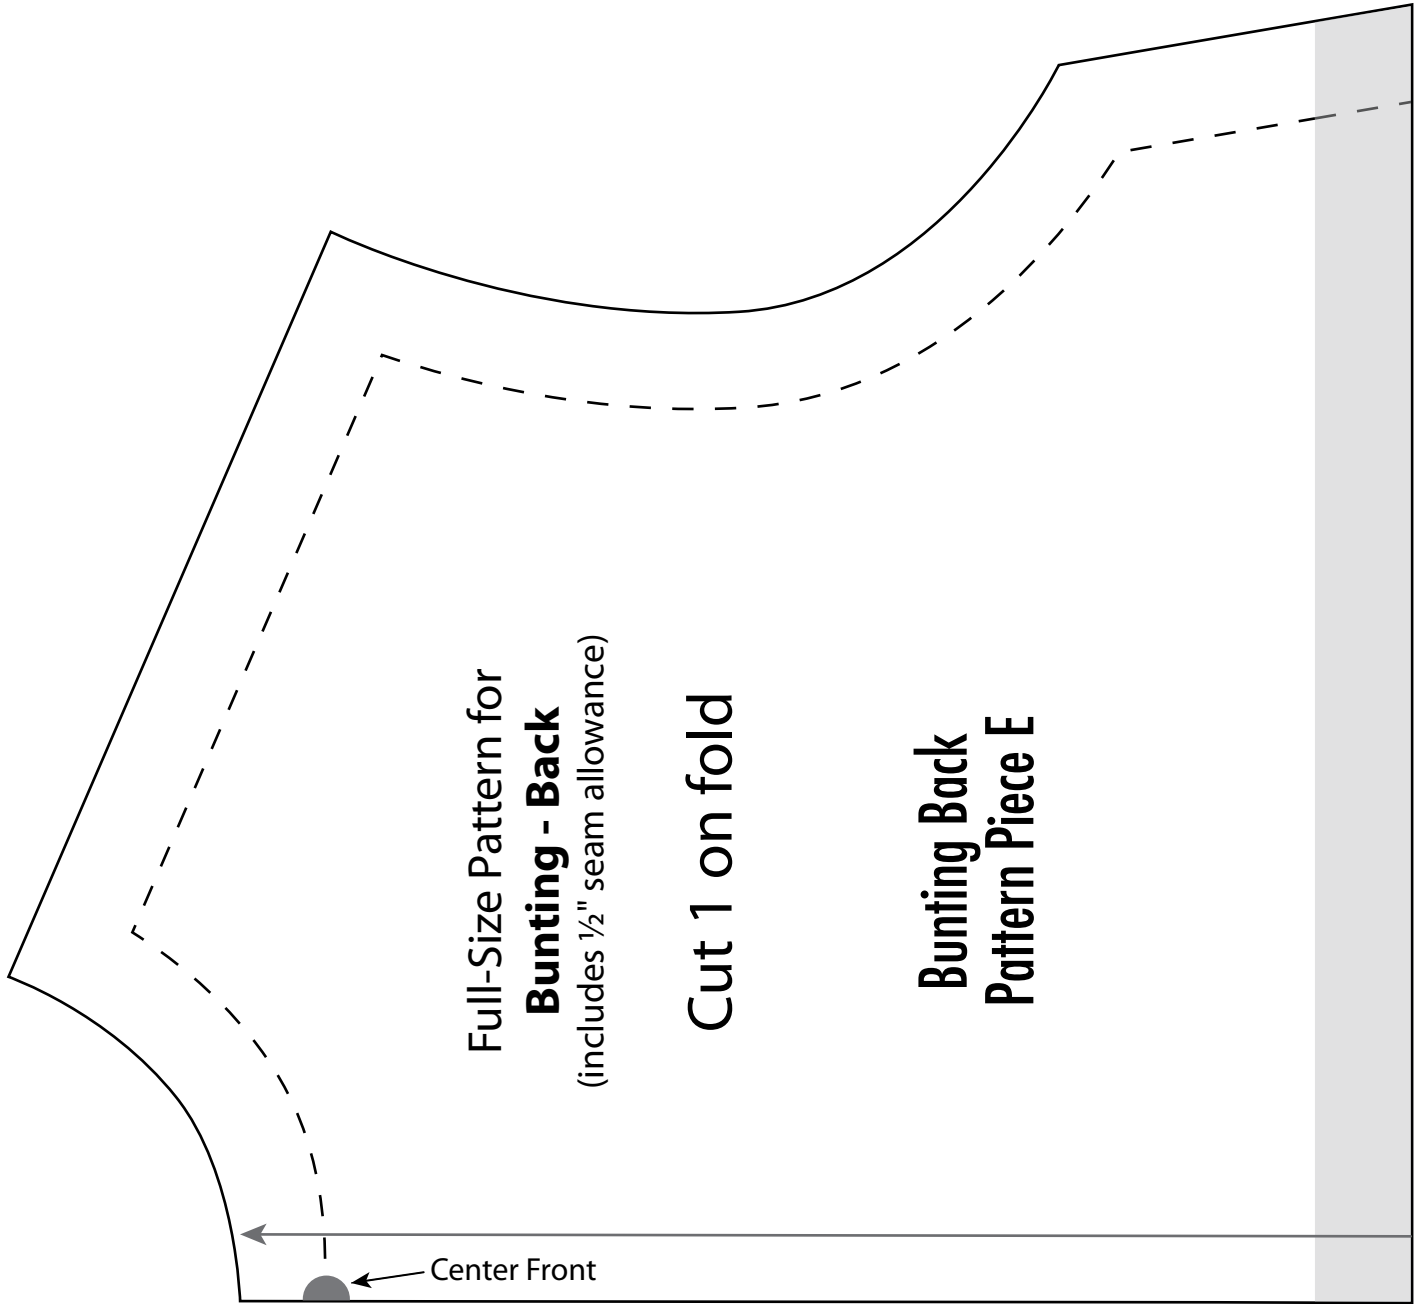 Full-Size Pattern for
Bunting - Back
(includes ½" seam allowance)
Cut 1 on fold
Bunting Back
Pattern Piece E
Center Front